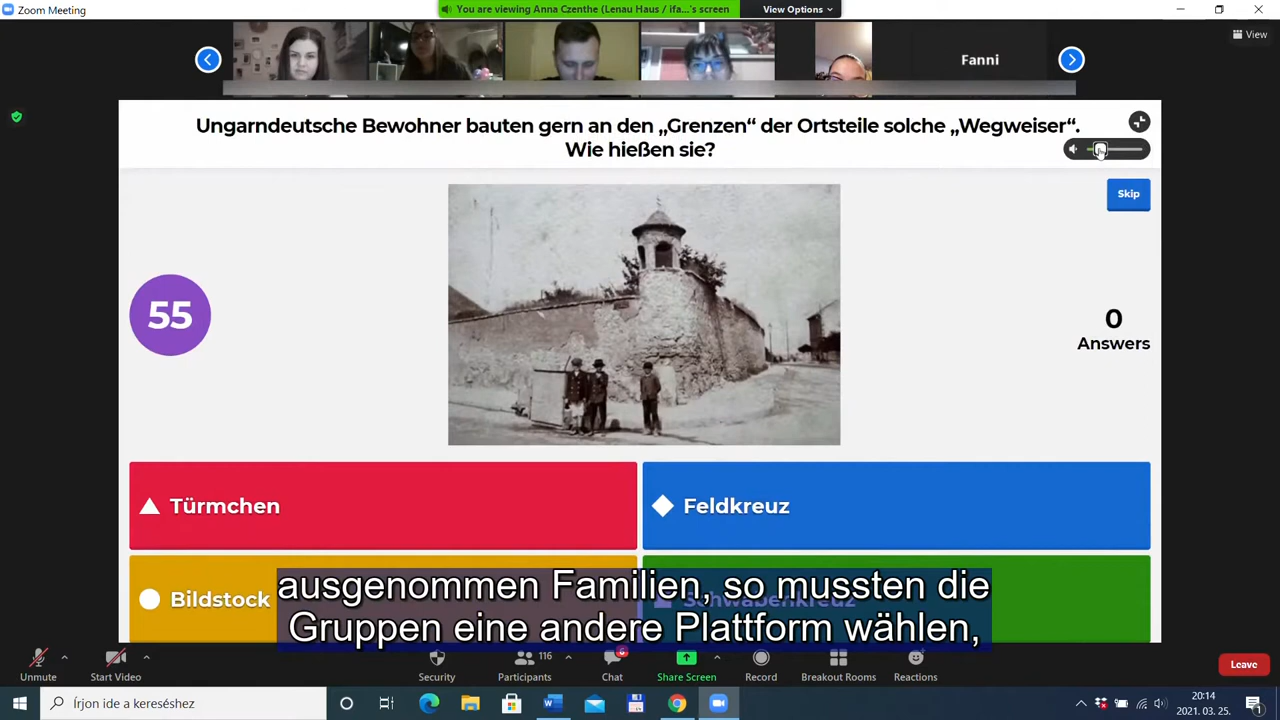 Zoom Meeting
You are viewing Anna Czenthe (Lenau Haus / ifa...'s screen
View Options
View
Fanni
Ungarndeutsche Bewohner bauten gern an den „Grenzen“ der Ortsteile solche „Wegweiser“.
Wie hießen sie?
Skip
55
0
Answers
Türmchen
Feldkreuz
Bildstock
Schwabenkreuz
ausgenommen Familien, so mussten die
Gruppen eine andere Plattform wählen,
Unmute
Start Video
Security
116
Participants
6
Chat
Share Screen
Record
Breakout Rooms
Reactions
Leave
Írjon ide a kereséshez
20:14
2021. 03. 25.
1